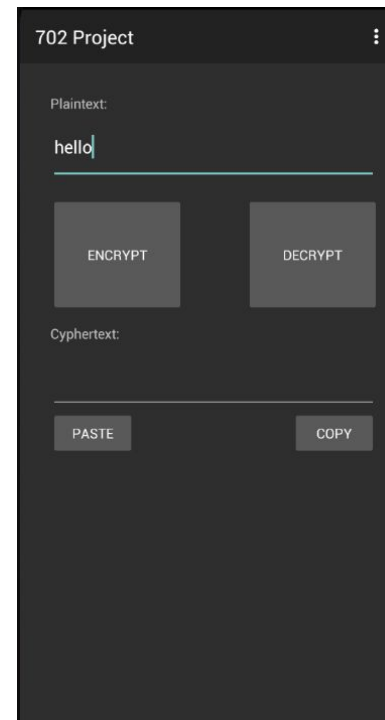 702 Project
Plaintext:
hello
ENCRYPT DECRYPT
Cyphertext:
PASTE COPY